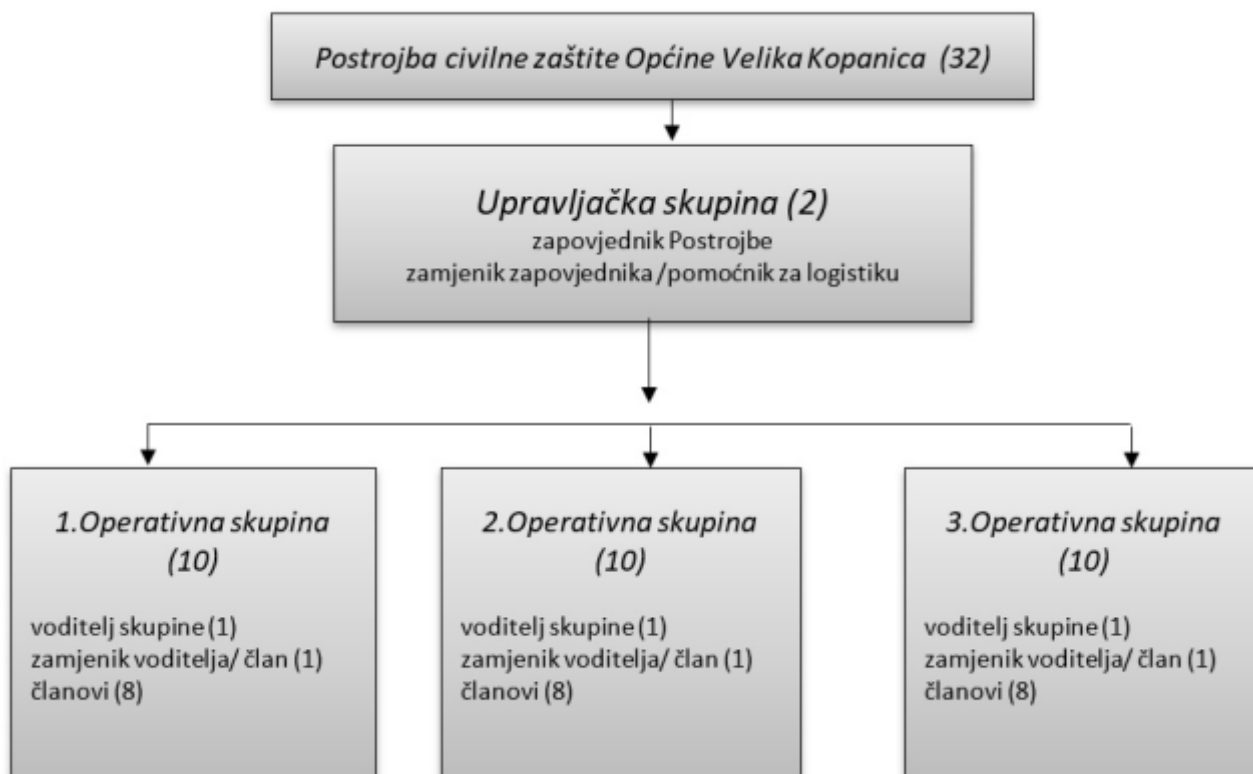 Postrojba civilne zaštite Općine Velika Kopanica (32)
Upravljačka skupina (2)
zapovjednik Postrojbe
zamjenik zapovjednika /pomoćnik za logistiku
1.Operativna skupina
(10)
voditelj skupine (1)
zamjenik voditelja/ član (1)
članovi (8)
2.Operativna skupina
(10)
voditelj skupine (1)
zamjenik voditelja/ član (1)
članovi (8)
3.Operativna skupina
(10)
voditelj skupine (1)
zamjenik voditelja/ član (1)
članovi (8)